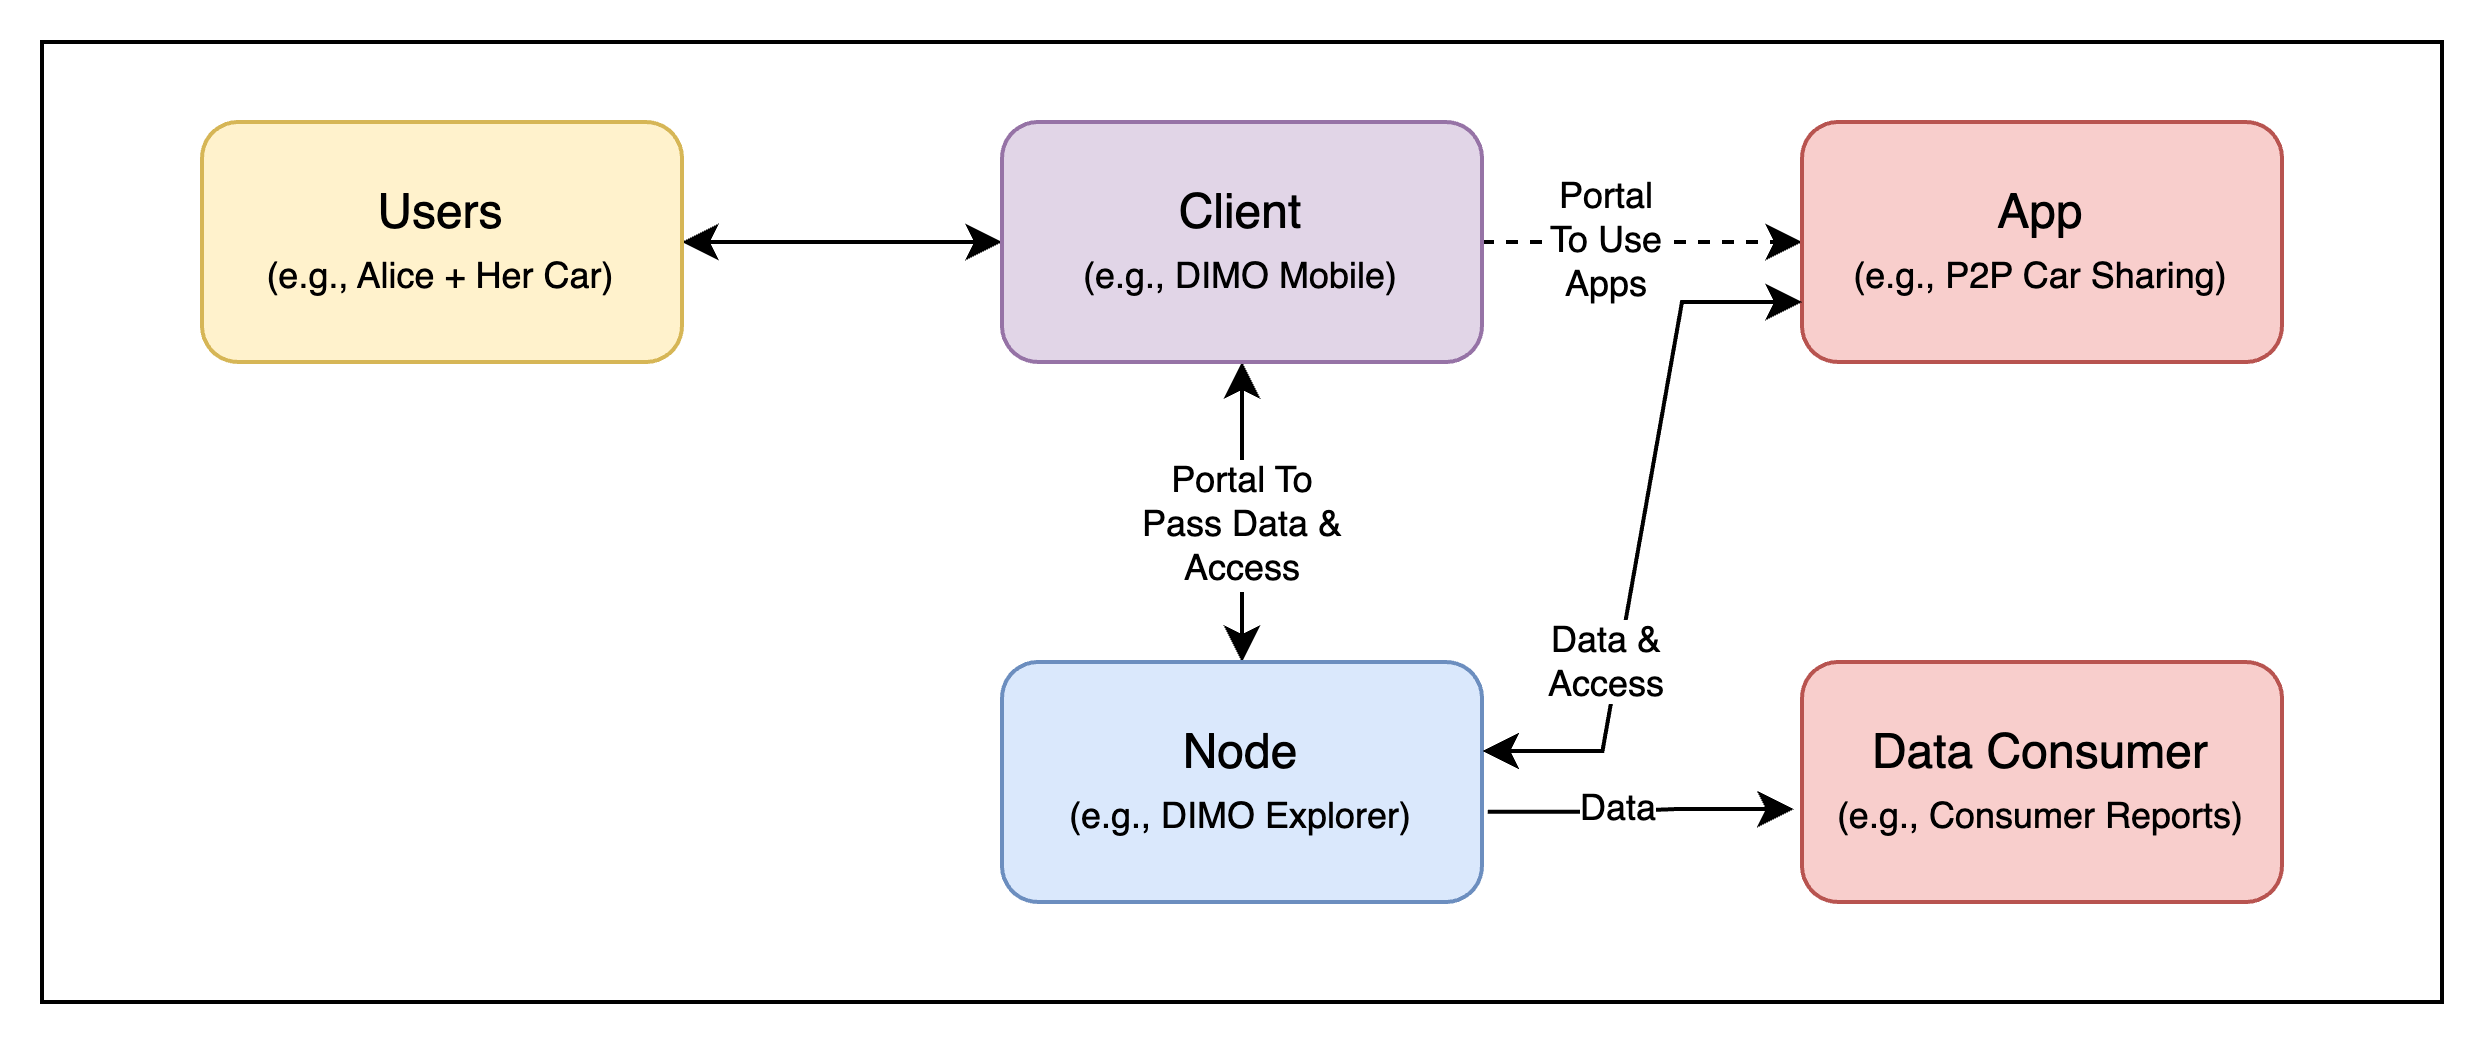 Users
(e.g., Alice + Her Car)
Client
(e.g., DIMO Mobile)
Portal
To Use
Apps
App
(e.g., P2P Car Sharing)
Portal To
Pass Data &
Access
Data &
Access
Node
(e.g., DIMO Explorer)
Data
Data Consumer
(e.g., Consumer Reports)